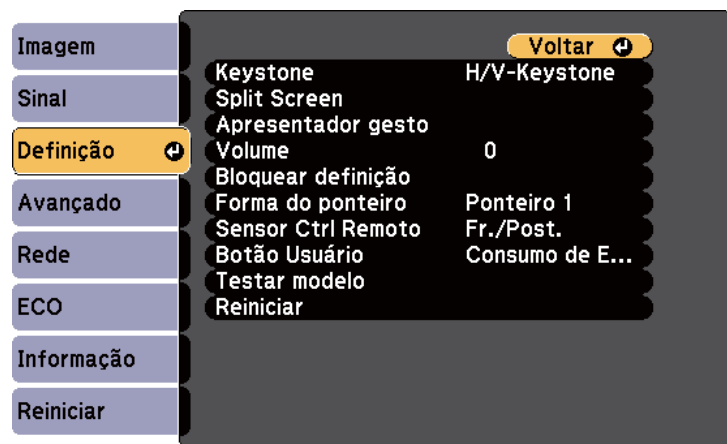 Imagem
Sinal
Definição
Avançado
Rede
ECO
Informação
Reiniciar
Voltar
Keystone H/V-Keystone
Split Screen
Apresentador gesto
Volume 0
Bloquear definição
Forma do ponteiro Ponteiro 1
Sensor Ctrl Remoto Fr./Post.
Botão Usuário Consumo de E...
Testar modelo
Reiniciar